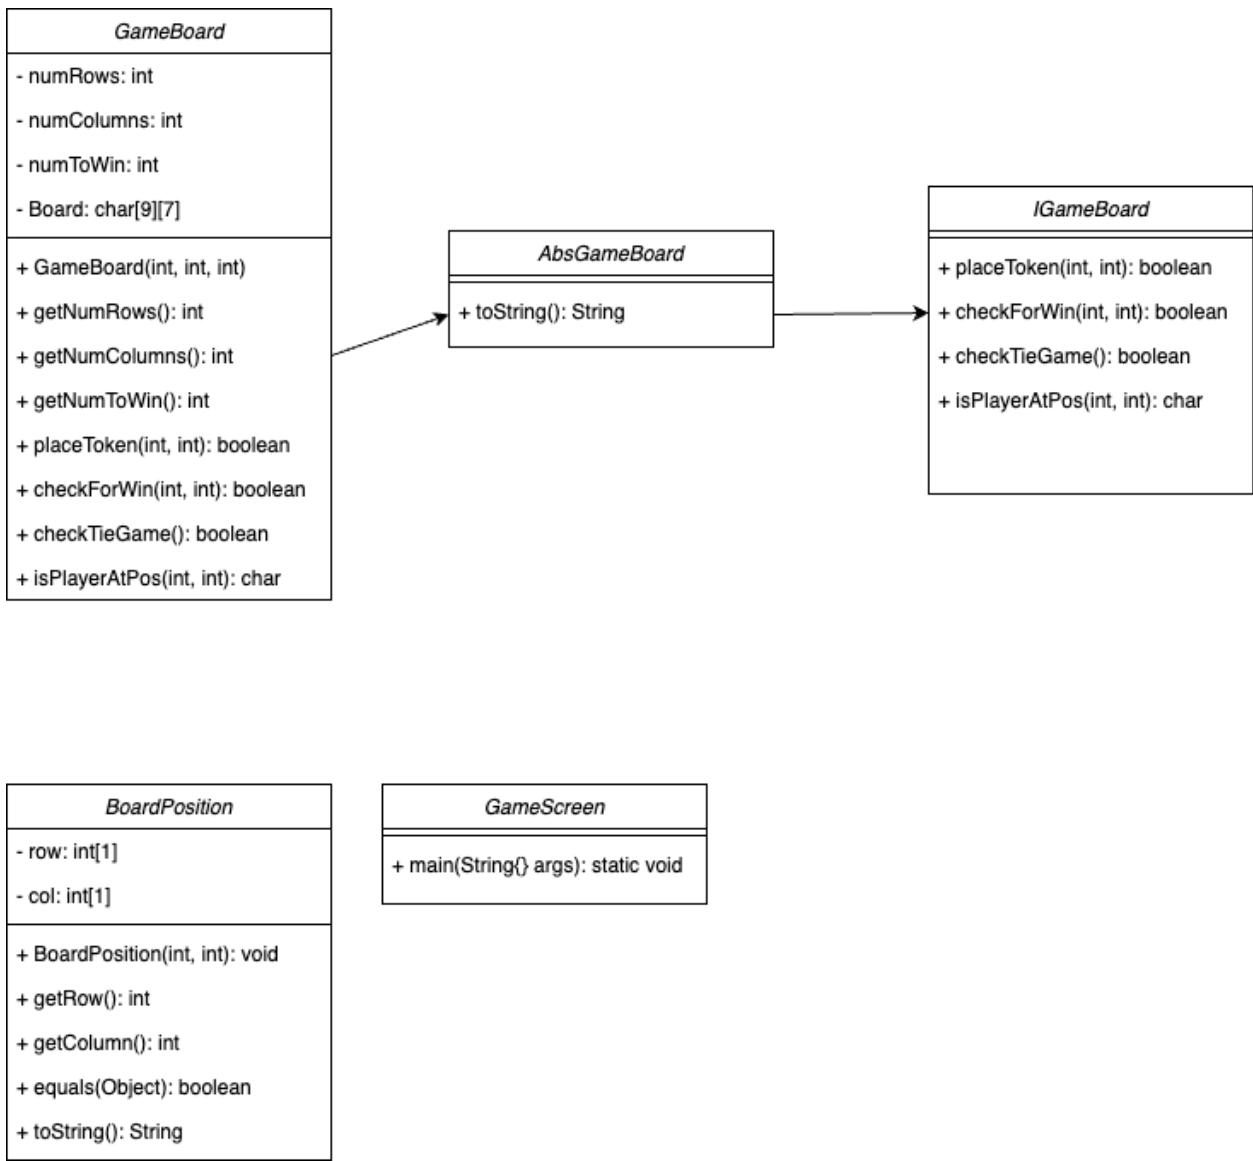 GameBoard
- numRows: int
- numColumns: int
- numToWin: int
- Board: char[9][7]
+ GameBoard(int, int, int)
+ getNumRows(): int
+ getNumColumns(): int
+ getNumToWin(): int
+ placeToken(int, int): boolean
+ checkForWin(int, int): boolean
+ checkTieGame(): boolean
+ isPlayerAtPos(int, int): char
AbsGameBoard
+ toString(): String
IGameBoard
+ placeToken(int, int): boolean
+ checkForWin(int, int): boolean
+ checkTieGame(): boolean
+ isPlayerAtPos(int, int): char
BoardPosition
- row: int[1]
- col: int[1]
+ BoardPosition(int, int): void
+ getRow(): int
+ getColumn(): int
+ equals(Object): boolean
+ toString(): String
GameScreen
+ main(String{} args): static void